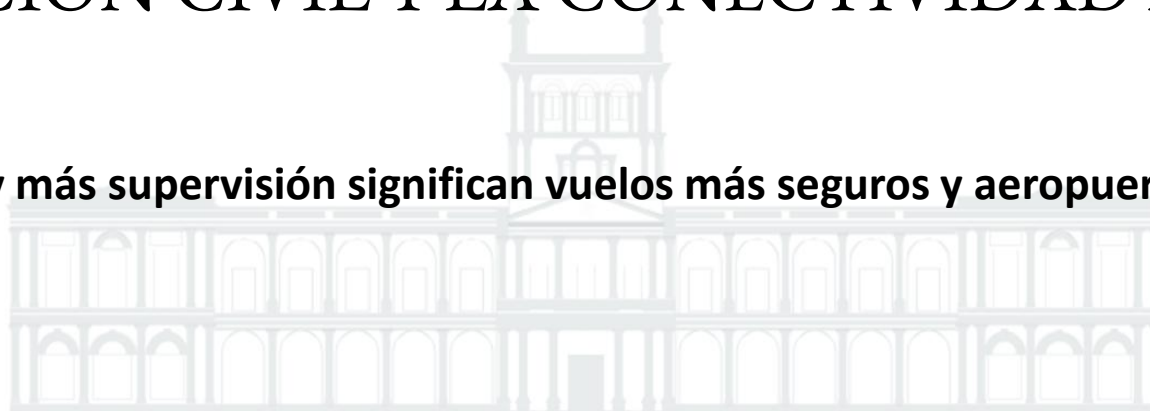 CIVIL Y LA CONECTIVIDAD
más supervisión significan vuelos más seguros y